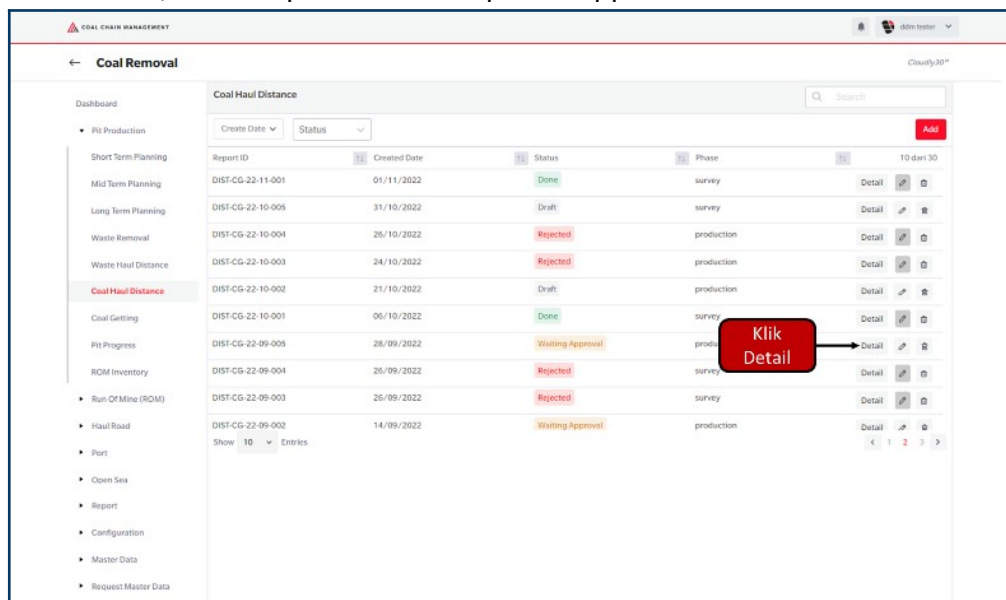 COAL CHAIN MANAGEMENT
ddm tester
← Coal Removal
Cloudly30°
Dashboard
Pit Production
Short Term Planning
Mid Term Planning
Long Term Planning
Waste Removal
Waste Haul Distance
Coal Haul Distance
Coal Getting
Pit Progress
ROM Inventory
Run Of Mine (ROM)
Haul Road
Port
Open Sea
Report
Configuration
Master Data
Request Master Data
Coal Haul Distance
Search
Create Date Status
Add
Report ID Created Date Status Phase 10 dari 30
DIST-CG-22-11-001 01/11/2022 Done survey Detail
DIST-CG-22-10-005 31/10/2022 Draft survey Detail
DIST-CG-22-10-004 26/10/2022 Rejected production Detail
DIST-CG-22-10-003 24/10/2022 Rejected production Detail
DIST-CG-22-10-002 21/10/2022 Draft production Detail
DIST-CG-22-10-001 06/10/2022 Done survey Detail
DIST-CG-22-09-005 28/09/2022 Waiting Approval produ Detail
Klik
Detail
DIST-CG-22-09-004 26/09/2022 Rejected survey Detail
DIST-CG-22-09-003 26/09/2022 Rejected survey Detail
DIST-CG-22-09-002 14/09/2022 Waiting Approval production Detail
Show 10 Entries
< 1 2 3 >